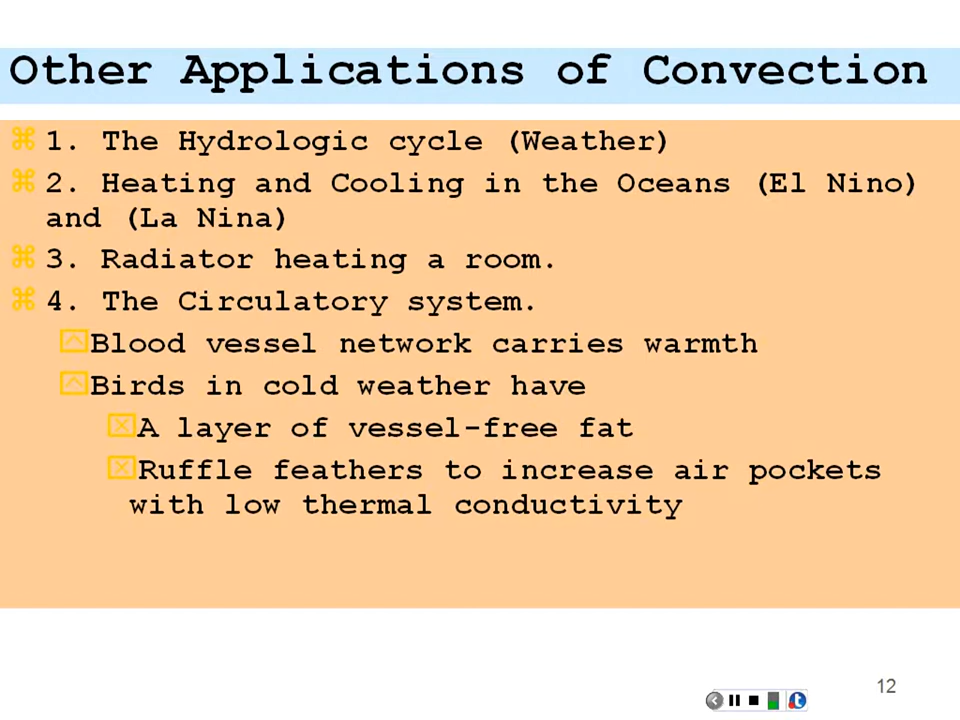 Other Applications of Convection
1. The Hydrologic cycle (Weather)
2. Heating and Cooling in the Oceans (El Nino)
and (La Nina)
3. Radiator heating a room.
4. The Circulatory system.
Blood vessel network carries warmth
Birds in cold weather have
A layer of vessel-free fat
Ruffle feathers to increase air pockets
with low thermal conductivity
12